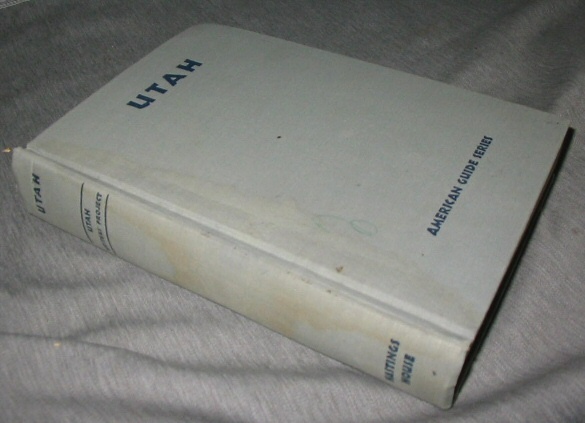 UTAH
AMERICAN GUIDE SERIES
UTAH
UTAH
PROJECT
HASTINGS
HOUSE